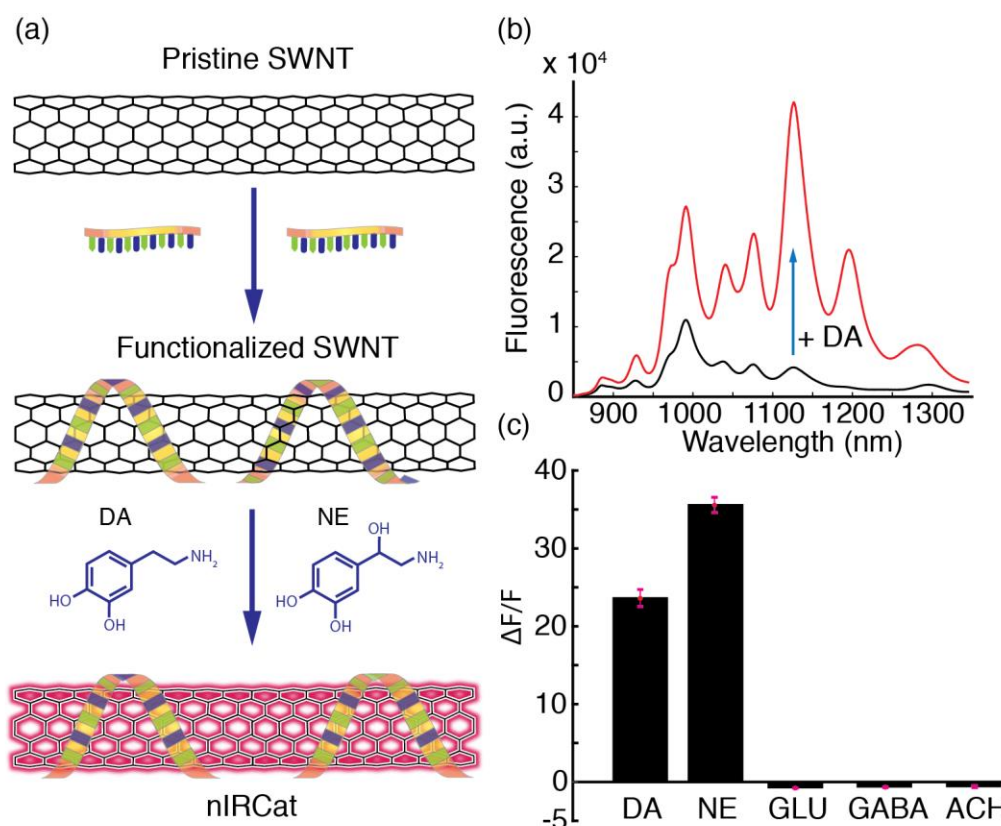 (a)
Pristine SWNT
Functionalized SWNT
DA
NE
NH2
HO
OH
OH
NH2
HO
OH
nIRCat
(b)
x 10⁴
4
3
2
1
0
Fluorescence (a.u.)
+ DA
900 1000 1100 1200 1300
Wavelength (nm)
(c)
40
35
30
20
10
0
-5
ΔF/F
DA NE GLU GABA ACH